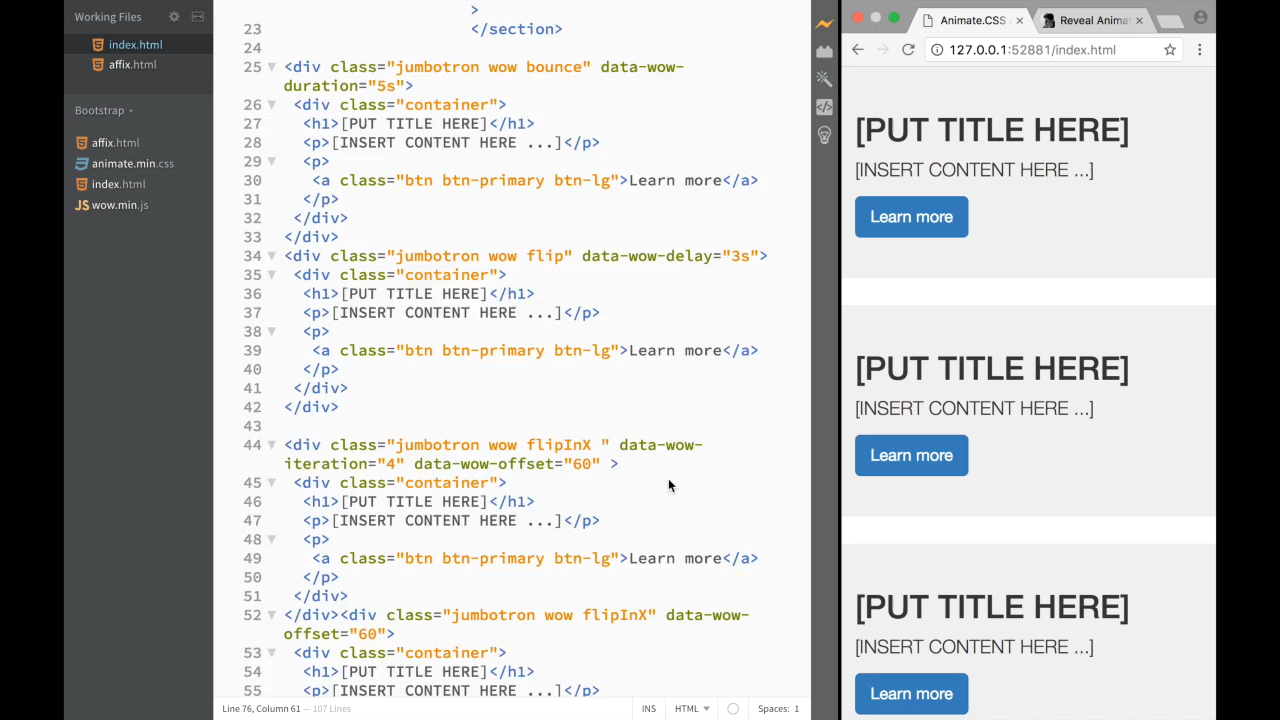 Working Files
index.html
affix.html
Bootstrap
affix.html
animate.min.css
index.html
JS wow.min.js
>
23 </section>
24
25 <div class="jumbotron wow bounce" data-wow-
duration="5s">
26 <div class="container">
27 <h1>[PUT TITLE HERE]</h1>
28 <p>[INSERT CONTENT HERE ...]</p>
29 <p>
30 <a class="btn btn-primary btn-lg">Learn more</a>
31 </p>
32 </div>
33 </div>
34 <div class="jumbotron wow flip" data-wow-delay="3s">
35 <div class="container">
36 <h1>[PUT TITLE HERE]</h1>
37 <p>[INSERT CONTENT HERE ...]</p>
38 <p>
39 <a class="btn btn-primary btn-lg">Learn more</a>
40 </p>
41 </div>
42 </div>
43
44 <div class="jumbotron wow flipInX " data-wow-
iteration="4" data-wow-offset="60" >
45 <div class="container">
46 <h1>[PUT TITLE HERE]</h1>
47 <p>[INSERT CONTENT HERE ...]</p>
48 <p>
49 <a class="btn btn-primary btn-lg">Learn more</a>
50 </p>
51 </div>
52 </div><div class="jumbotron wow flipInX" data-wow-
offset="60">
53 <div class="container">
54 <h1>[PUT TITLE HERE]</h1>
55 <p>[INSERT CONTENT HERE ...]</p>
Line 76, Column 61 — 107 Lines
INS
HTML
Spaces: 1
Animate.CSS
Reveal Animat
127.0.0.1:52881/index.html
[PUT TITLE HERE]
[INSERT CONTENT HERE ...]
Learn more
[PUT TITLE HERE]
[INSERT CONTENT HERE ...]
Learn more
[PUT TITLE HERE]
[INSERT CONTENT HERE ...]
Learn more